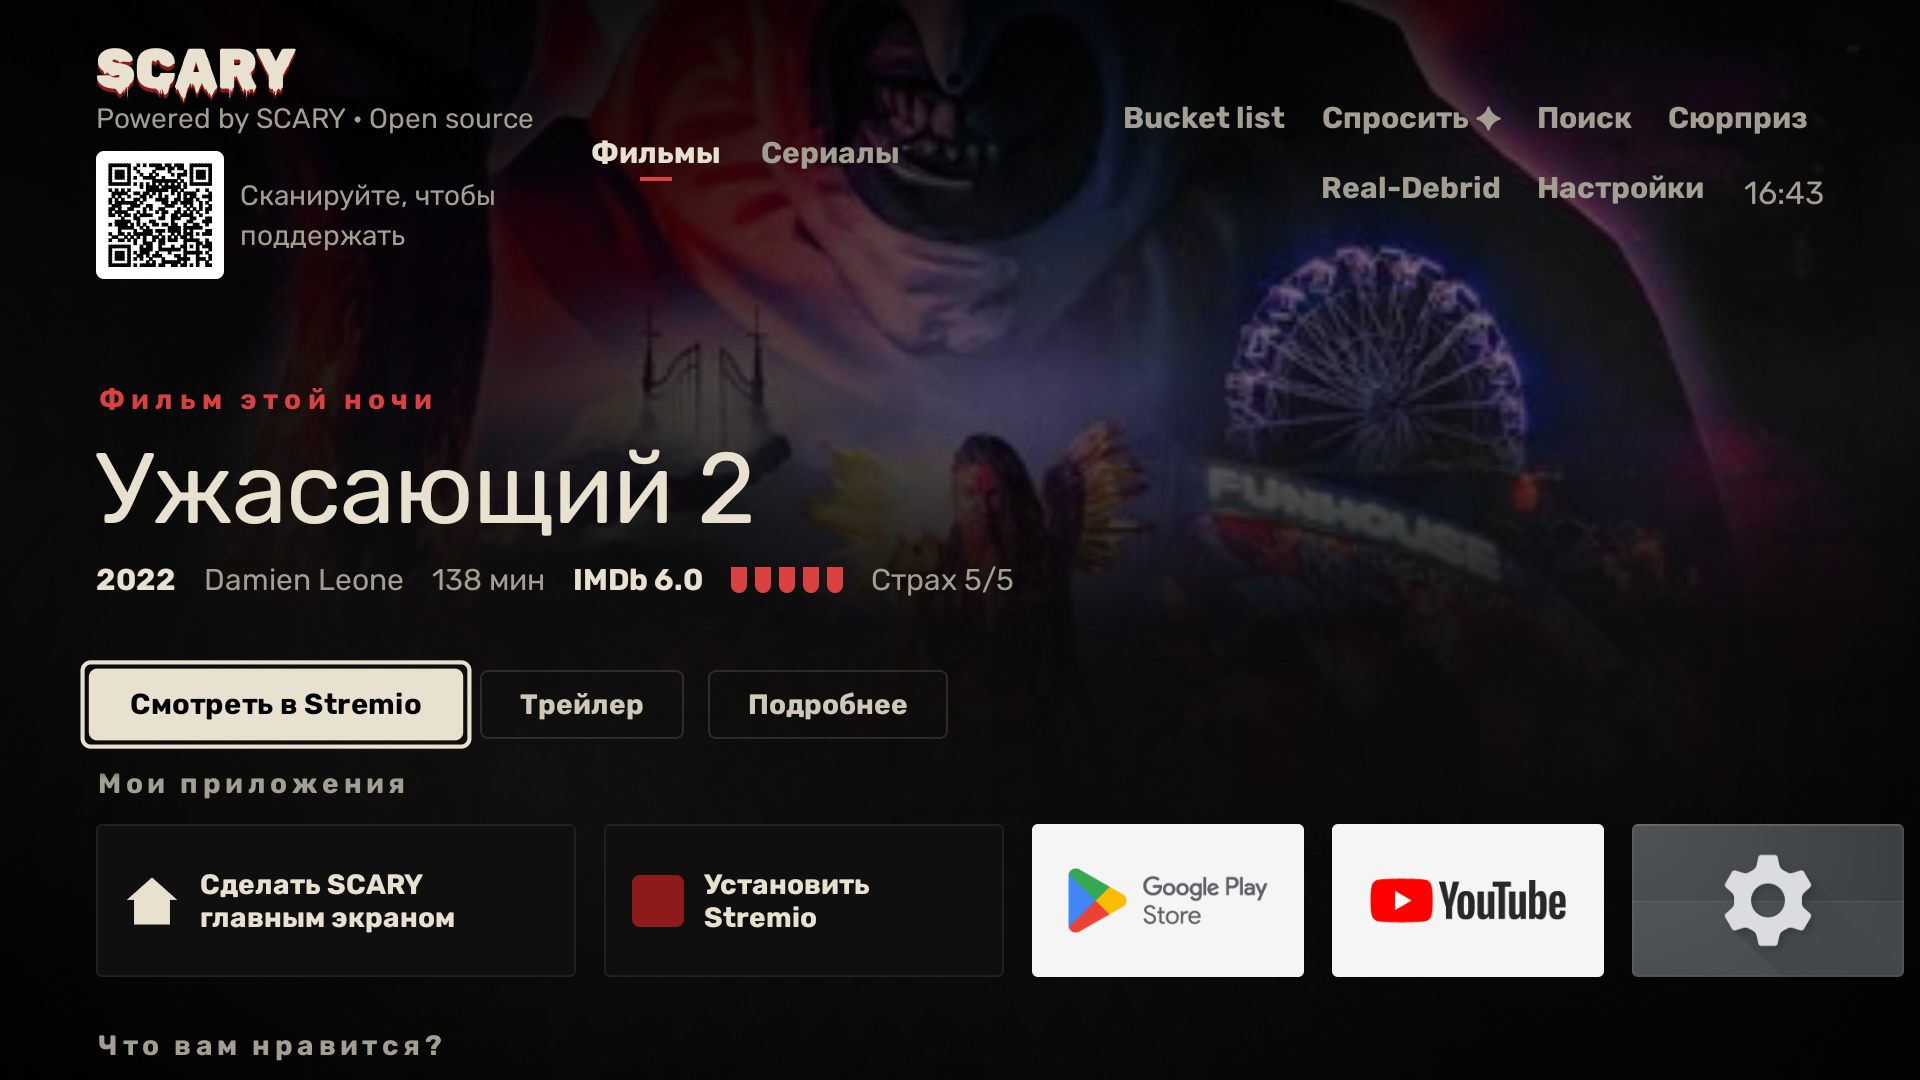 SCARY
Powered by SCARY • Open source
Сканируйте, чтобы
поддержать
Фильмы
Сериалы
Bucket list
Спросить
Поиск
Сюрприз
Real-Debrid
Настройки
16:43
FUNHOUSE
Фильм этой ночи
Ужасающий 2
2022 Damien Leone 138 мин IMDb 6.0 Страх 5/5
Смотреть в Stremio
Трейлер
Подробнее
Мои приложения
Сделать SCARY
главным экраном
Установить
Stremio
Google Play
Store
YouTube
Что вам нравится?